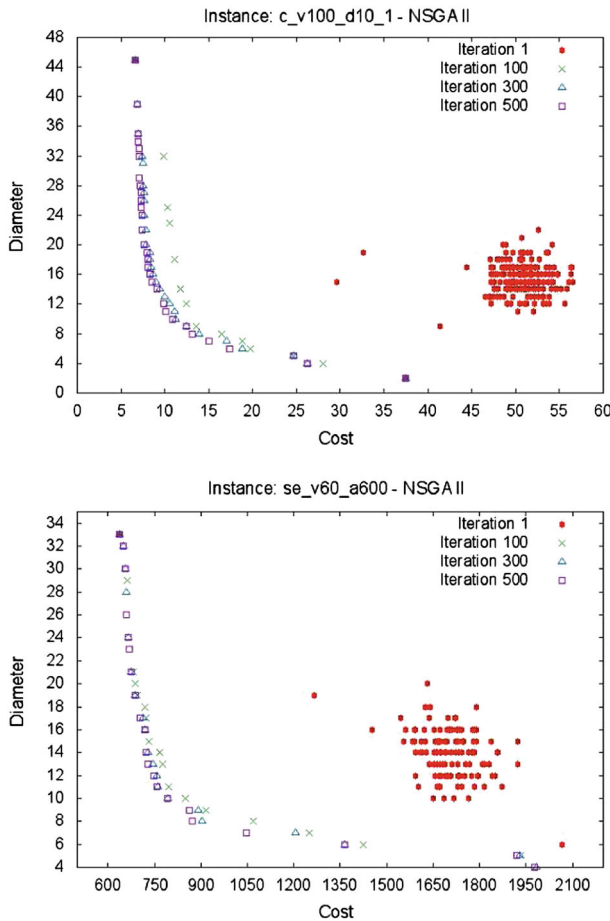 Instance: c_v100_d10_1 - NSGAII
Iteration 1
Iteration 100
Iteration 300
Iteration 500
48
44
40
36
32
28
24
20
16
12
8
4
0
Diameter
0 5 10 15 20 25 30 35 40 45 50 55 60
Cost
Instance: se_v60_a600 - NSGAII
Iteration 1
Iteration 100
Iteration 300
Iteration 500
34
32
30
28
26
24
22
20
18
16
14
12
10
8
6
4
Diameter
600 750 900 1050 1200 1350 1500 1650 1800 1950 2100
Cost